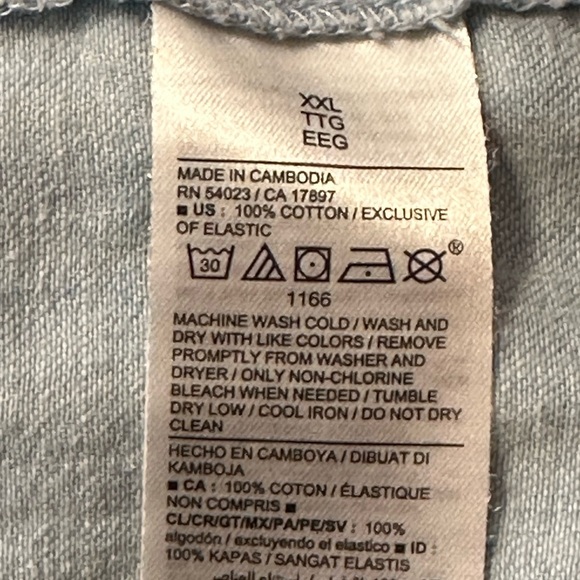 XXL
TTG
EEG
MADE IN CAMBODIA
RN 54023 / CA 17897
■ US : 100% COTTON / EXCLUSIVE
OF ELASTIC
30
®
1166
MACHINE WASH COLD / WASH AND
DRY WITH LIKE COLORS / REMOVE
PROMPTLY FROM WASHER AND
DRYER / ONLY NON-CHLORINE
BLEACH WHEN NEEDED / TUMBLE
DRY LOW / COOL IRON / DO NOT DRY
CLEAN
HECHO EN CAMBOYA / DIBUAT DI
KAMBOJA
■ CA : 100% COTON / ÉLASTIQUE
NON COMPRIS ■
CL/CR/GT/MX/PA/PE/SV : 100%
algodón / excluyendo el elastico ■ ID :
100% KAPAS / SANGAT ELASTIS